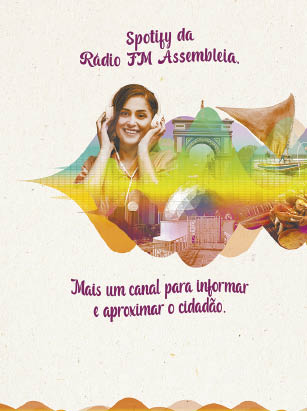 Spotify da
Rádio FM Assembleia.
Mais um canal para informar
e aproximar o cidadão.